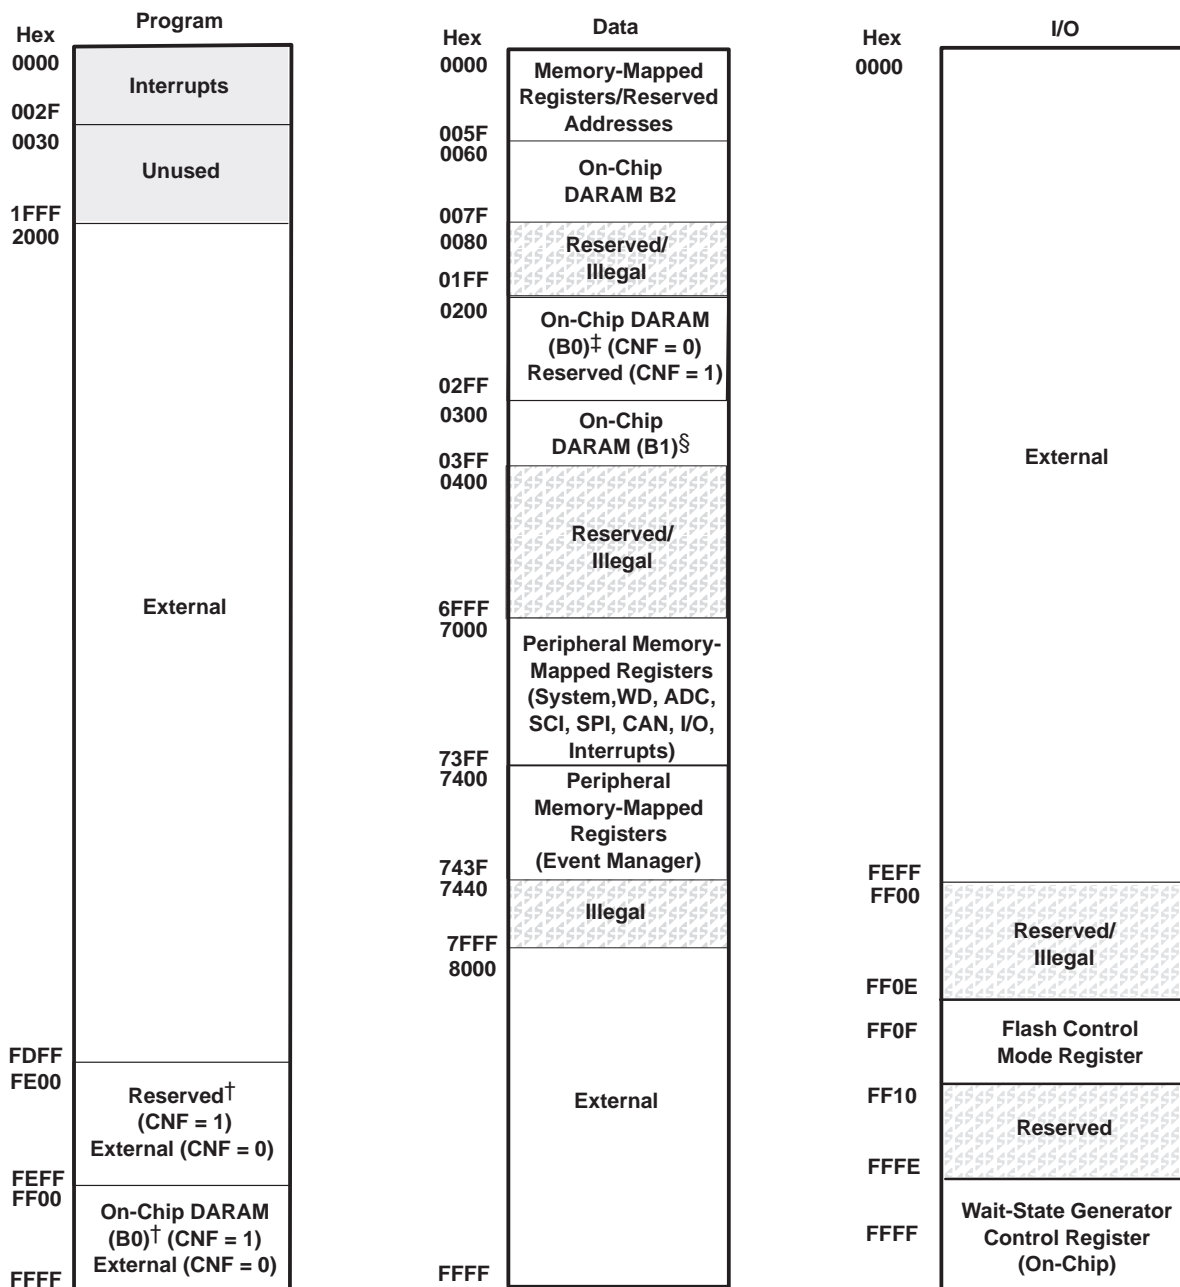 Program
Hex
0000
Interrupts
002F
0030
Unused
1FFF
2000
External
FDFF
FE00
Reserved†
(CNF = 1)
External (CNF = 0)
FEFF
FF00
On-Chip DARAM
(B0)† (CNF = 1)
External (CNF = 0)
FFFF
Data
Hex
0000
Memory-Mapped
Registers/Reserved
Addresses
005F
0060
On-Chip
DARAM B2
007F
0080
Reserved/
Illegal
01FF
0200
On-Chip DARAM
(B0)‡ (CNF = 0)
Reserved (CNF = 1)
02FF
0300
On-Chip
DARAM (B1)§
03FF
0400
Reserved/
Illegal
6FFF
7000
Peripheral Memory-
Mapped Registers
(System,WD, ADC,
SCI, SPI, CAN, I/O,
Interrupts)
73FF
7400
Peripheral
Memory-Mapped
Registers
(Event Manager)
743F
7440
Illegal
7FFF
8000
External
FFFF
I/O
Hex
0000
External
FEFF
FF00
Reserved/
Illegal
FF0E
FF0F
Flash Control
Mode Register
FF10
Reserved
FFFE
Wait-State Generator
Control Register
(On-Chip)
FFFF